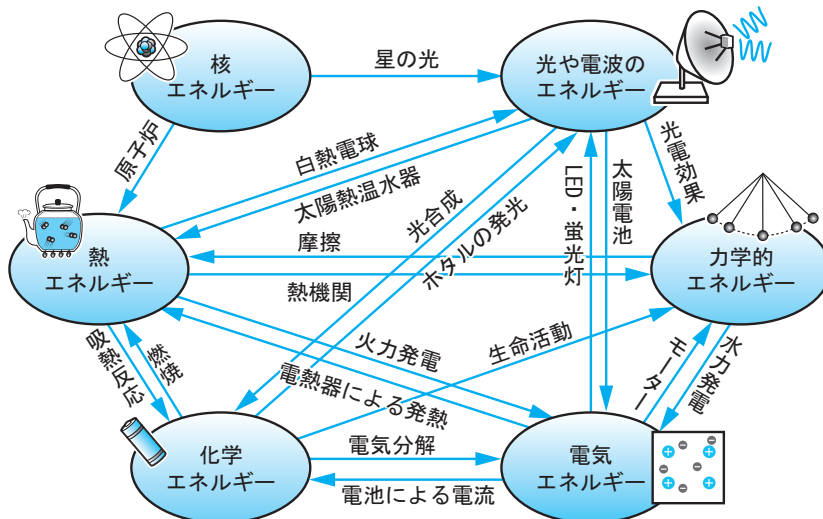 核
エネルギー
星の光
光や電波の
エネルギー
原子炉
白熱電球
太陽熱温水器
光合成
ホタルの発光
LED・蛍光灯
太陽電池
光電効果
熱
エネルギー
摩擦
熱機関
力学的
エネルギー
吸熱反応
燃焼
火力発電
電熱器による発熱
生命活動
モーター
水力発電
化学
エネルギー
電気分解
電池による電流
電気
エネルギー